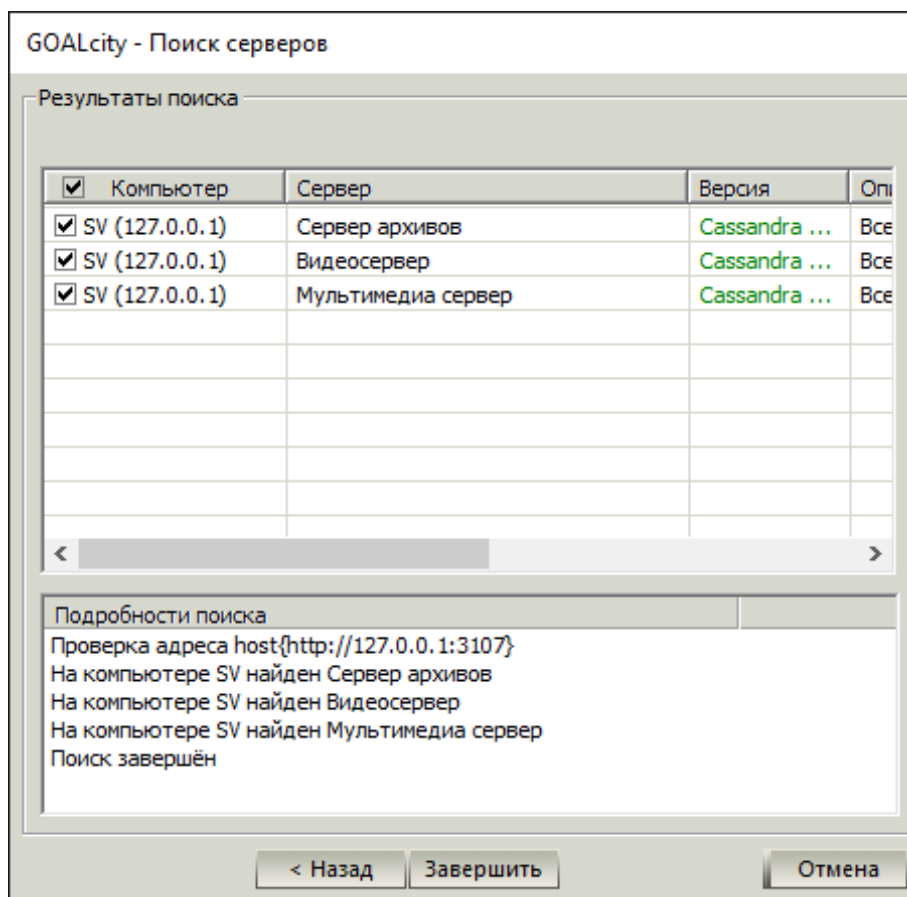 GOALcity - Поиск серверов
Результаты поиска
Компьютер Сервер Версия
SV (127.0.0.1) Сервер архивов Cassandra ... Все
SV (127.0.0.1) Видеосервер Cassandra ... Все
SV (127.0.0.1) Мультимедиа сервер Cassandra ... Все
Подробности поиска
Проверка адреса host{http://127.0.0.1:3107}
На компьютере SV найден Сервер архивов
На компьютере SV найден Видеосервер
На компьютере SV найден Мультимедиа сервер
Поиск завершён
< Назад Завершить Отмена